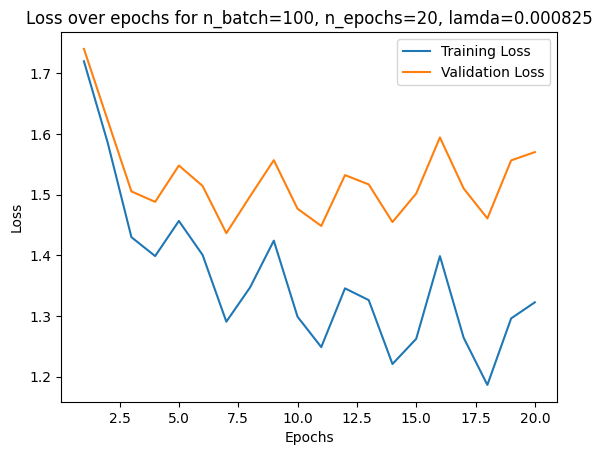 Loss over epochs for n_batch=100, n_epochs=20, lamda=0.000825
Training Loss
Validation Loss
1.7
1.6
1.5
1.4
1.3
1.2
Loss
2.5 5.0 7.5 10.0 12.5 15.0 17.5 20.0
Epochs